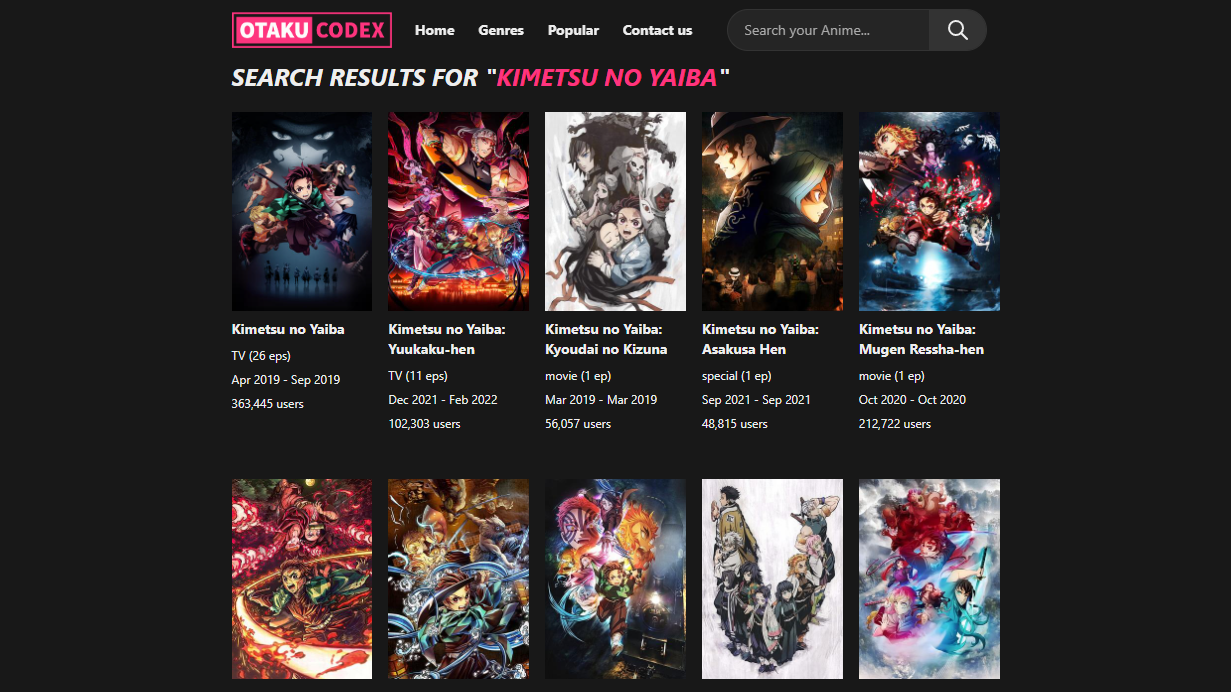 OTAKU CODEX
Home
Genres
Popular
Contact us
Search your Anime...
SEARCH RESULTS FOR "KIMETSU NO YAIBA"
Kimetsu no Yaiba
TV (26 eps)
Apr 2019 - Sep 2019
363,445 users
Kimetsu no Yaiba:
Yuukaku-hen
TV (11 eps)
Dec 2021 - Feb 2022
102,303 users
Kimetsu no Yaiba:
Kyoudai no Kizuna
movie (1 ep)
Mar 2019 - Mar 2019
56,057 users
Kimetsu no Yaiba:
Asakusa Hen
special (1 ep)
Sep 2021 - Sep 2021
48,815 users
Kimetsu no Yaiba:
Mugen Ressha-hen
movie (1 ep)
Oct 2020 - Oct 2020
212,722 users